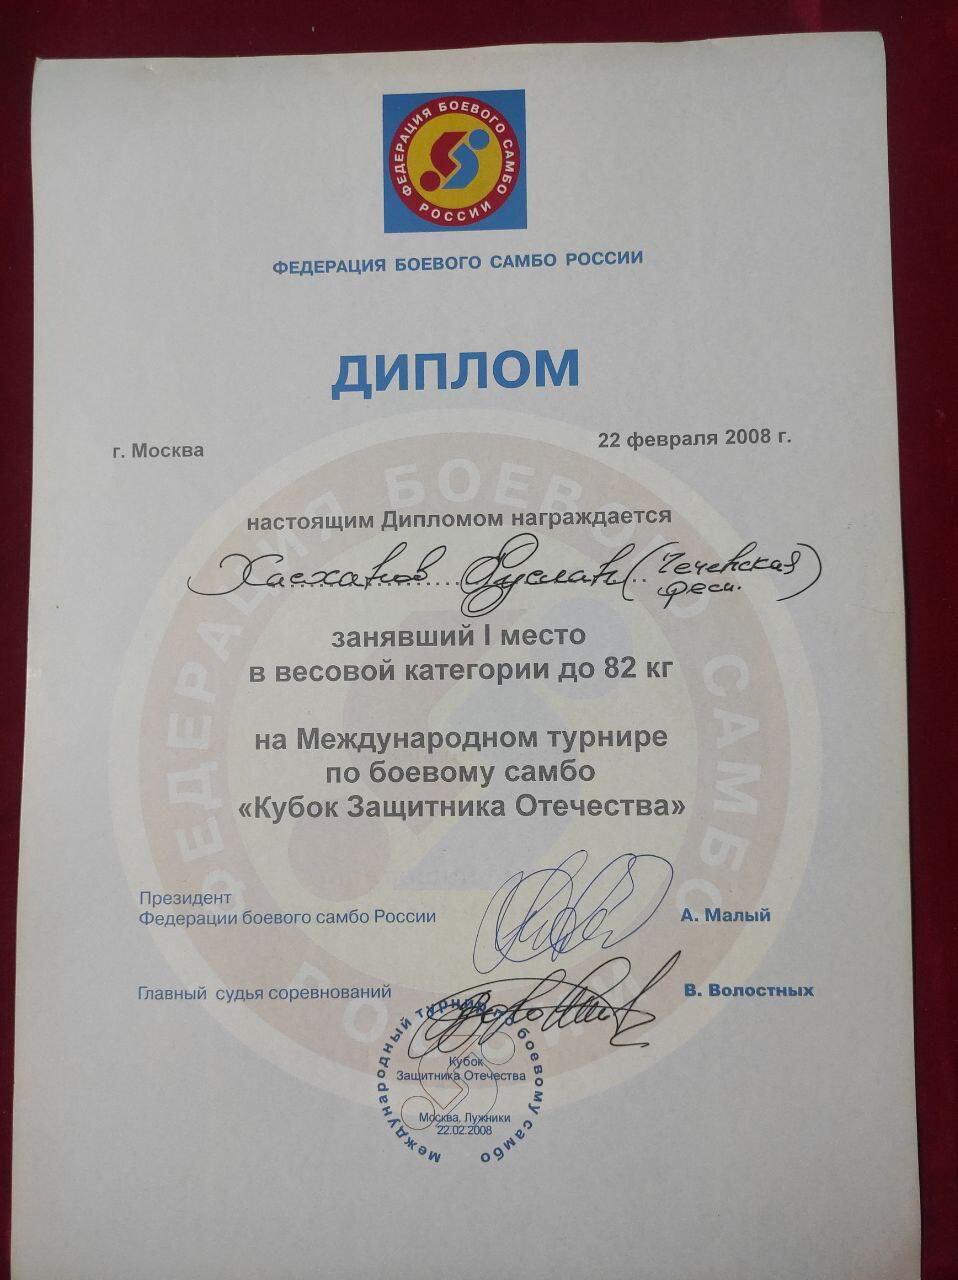 ФЕДЕРАЦИЯ БОЕВОГО САМБО
РОССИИ
ФЕДЕРАЦИЯ БОЕВОГО САМБО РОССИИ
ДИПЛОМ
г. Москва
22 февраля 2008 г.
настоящим Дипломом награждается
Хасханов Руслан (Чеченская
респ.)
занявший I место
в весовой категории до 82 кг
на Международном турнире
по боевому самбо
«Кубок Защитника Отечества»
Президент
Федерации боевого самбо России
А. Малый
Главный судья соревнований
В. Волостных
международный турнир по боевому самбо
Кубок
Защитника Отечества
Москва, Лужники
22.02.2008